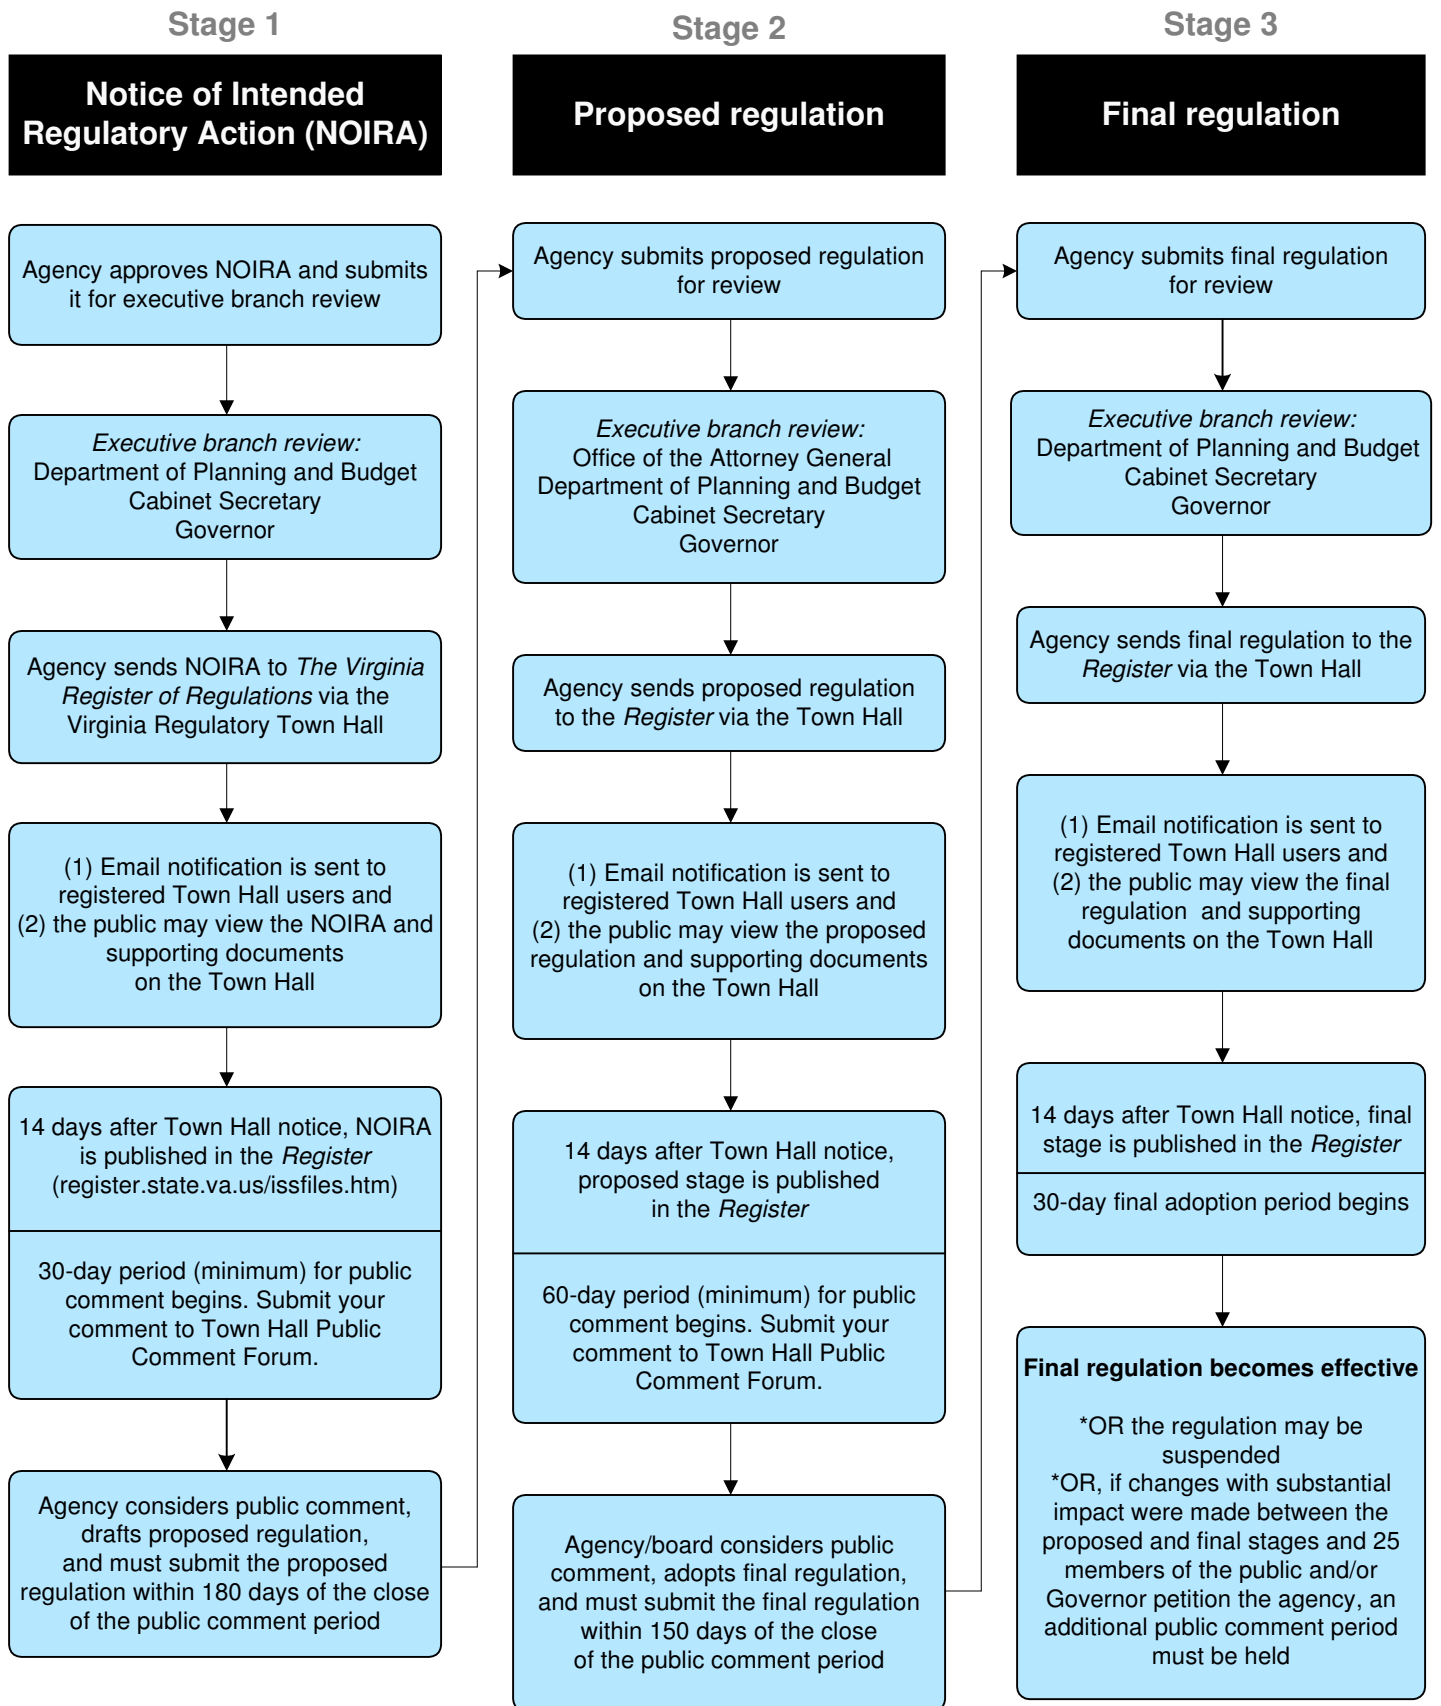 Stage 1
Notice of Intended
Regulatory Action (NOIRA)
Agency approves NOIRA and submits
it for executive branch review
Executive branch review:
Department of Planning and Budget
Cabinet Secretary
Governor
Agency sends NOIRA to The Virginia
Register of Regulations via the
Virginia Regulatory Town Hall
(1) Email notification is sent to
registered Town Hall users and
(2) the public may view the NOIRA and
supporting documents
on the Town Hall
14 days after Town Hall notice, NOIRA
is published in the Register
(register.state.va.us/issfiles.htm)
30-day period (minimum) for public
comment begins. Submit your
comment to Town Hall Public
Comment Forum.
Agency considers public comment,
drafts proposed regulation,
and must submit the proposed
regulation within 180 days of the close
of the public comment period
Stage 2
Proposed regulation
Agency submits proposed regulation
for review
Executive branch review:
Office of the Attorney General
Department of Planning and Budget
Cabinet Secretary
Governor
Agency sends proposed regulation
to the Register via the Town Hall
(1) Email notification is sent to
registered Town Hall users and
(2) the public may view the proposed
regulation and supporting documents
on the Town Hall
14 days after Town Hall notice,
proposed stage is published
in the Register
60-day period (minimum) for public
comment begins. Submit your
comment to Town Hall Public
Comment Forum.
Agency/board considers public
comment, adopts final regulation,
and must submit the final regulation
within 150 days of the close
of the public comment period
Stage 3
Final regulation
Agency submits final regulation
for review
Executive branch review:
Department of Planning and Budget
Cabinet Secretary
Governor
Agency sends final regulation to the
Register via the Town Hall
(1) Email notification is sent to
registered Town Hall users and
(2) the public may view the final
regulation and supporting
documents on the Town Hall
14 days after Town Hall notice, final
stage is published in the Register
30-day final adoption period begins
Final regulation becomes effective
*OR the regulation may be
suspended
*OR, if changes with substantial
impact were made between the
proposed and final stages and 25
members of the public and/or
Governor petition the agency, an
additional public comment period
must be held